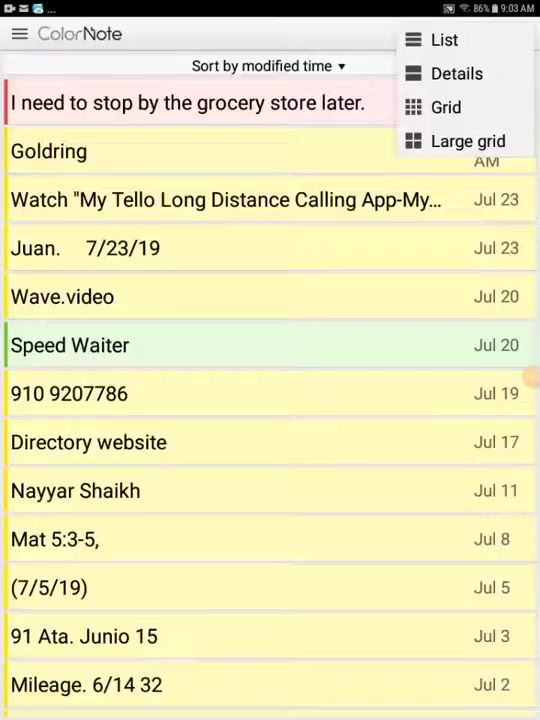 ... 86% 9:03 AM
ColorNote
List
Sort by modified time ▼
Details
I need to stop by the grocery store later.
Grid
Large grid
Goldring
AM
Watch "My Tello Long Distance Calling App-My... Jul 23
Juan. 7/23/19 Jul 23
Wave.video Jul 20
Speed Waiter Jul 20
910 9207786 Jul 19
Directory website Jul 17
Nayyar Shaikh Jul 11
Mat 5:3-5, Jul 8
(7/5/19) Jul 5
91 Ata. Junio 15 Jul 3
Mileage. 6/14 32 Jul 2